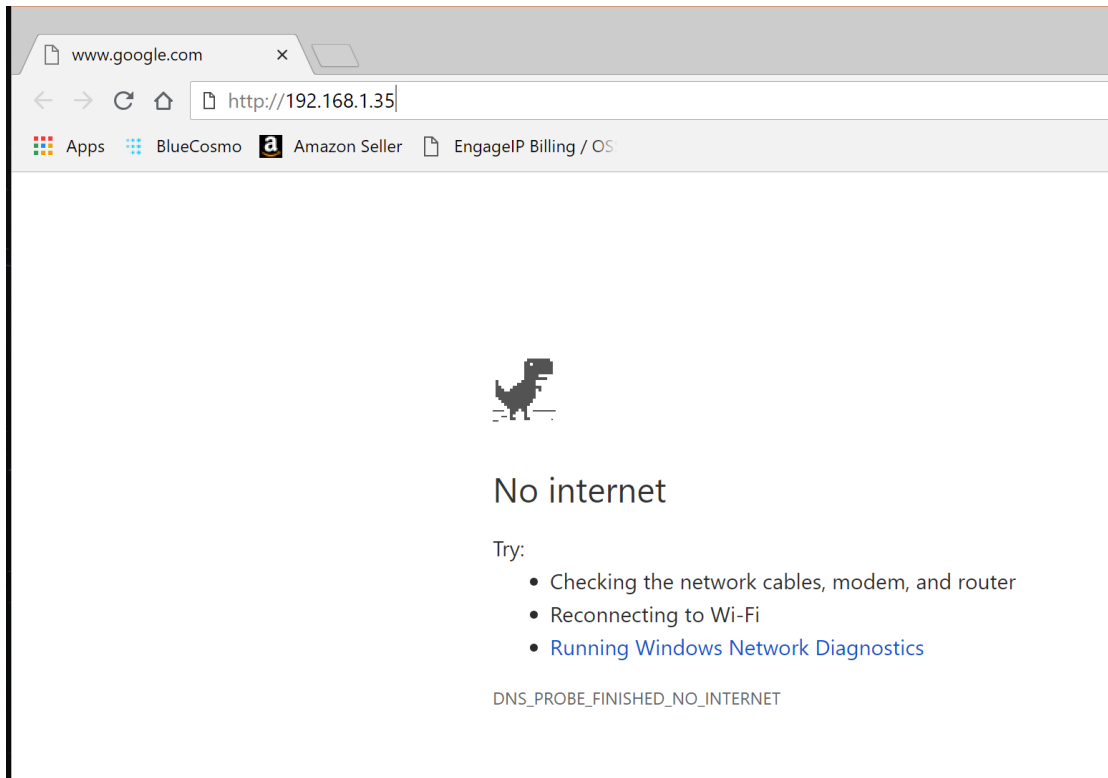 www.google.com
http://192.168.1.35
Apps BlueCosmo a Amazon Seller EngageIP Billing / OS
No internet
Try:
Checking the network cables, modem, and router
Reconnecting to Wi-Fi
Running Windows Network Diagnostics
DNS_PROBE_FINISHED_NO_INTERNET